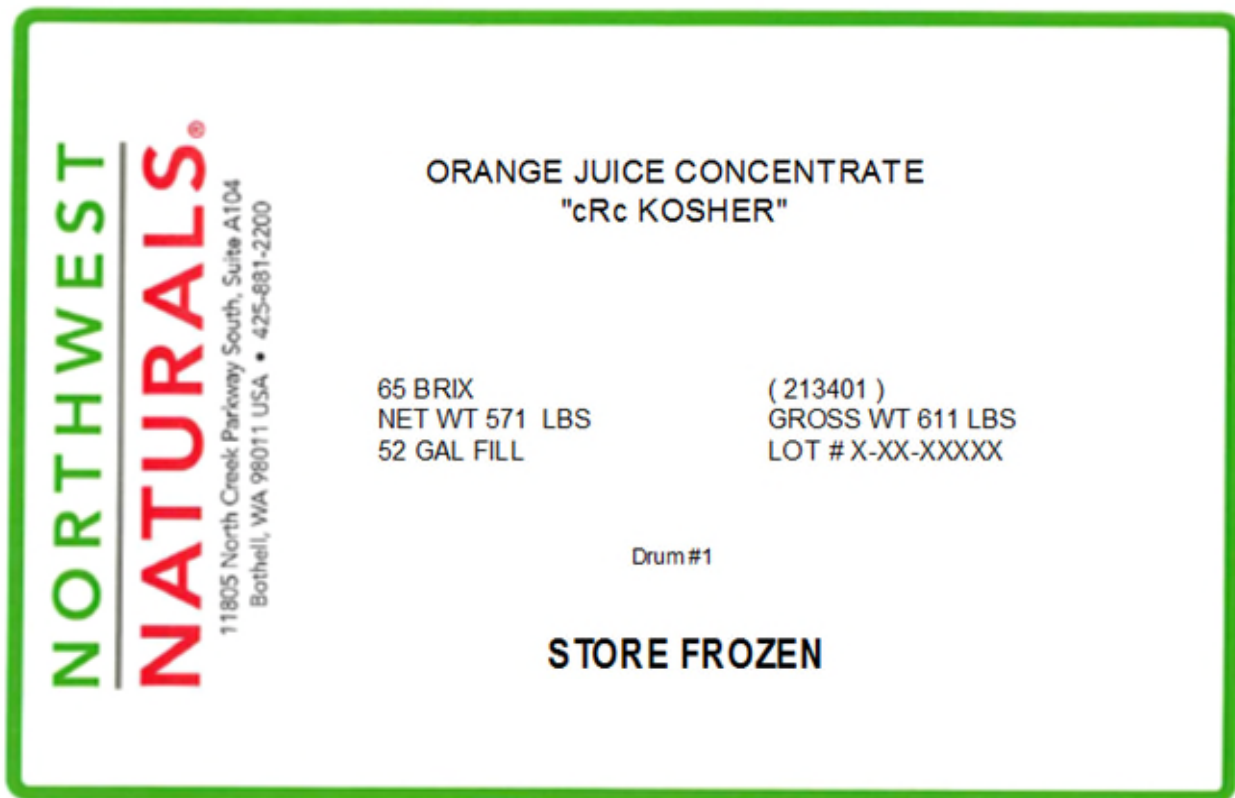 NORTHWEST
NATURALS®
11805 North Creek Parkway South, Suite A104
Bothell, WA 98011 USA • 425-881-2200
ORANGE JUICE CONCENTRATE
"cRc KOSHER"
65 BRIX
NET WT 571 LBS
52 GAL FILL
( 213401 )
GROSS WT 611 LBS
LOT # X-XX-XXXXX
Drum #1
STORE FROZEN